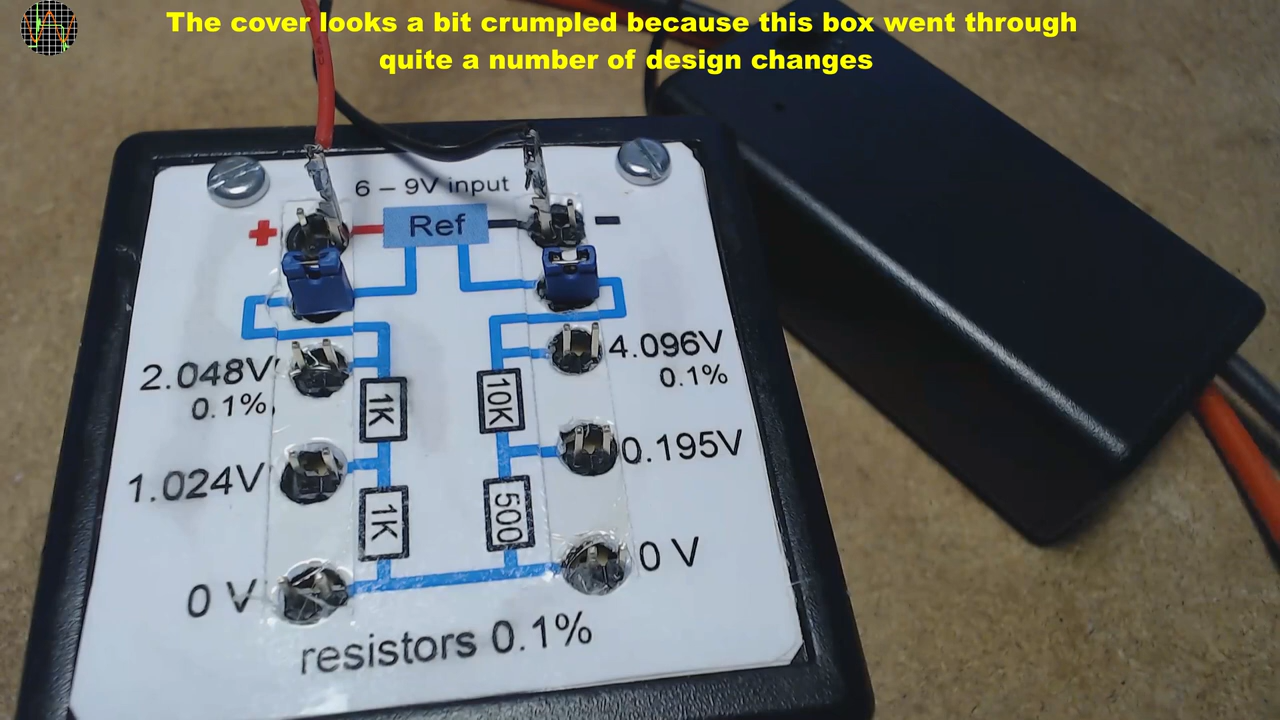 The cover looks a bit crumpled because this box went through
quite a number of design changes
6 – 9V input
+ Ref –
2.048V
0.1%
4.096V
0.1%
1K
10K
1.024V
0.195V
1K
500
0 V
0 V
resistors 0.1%